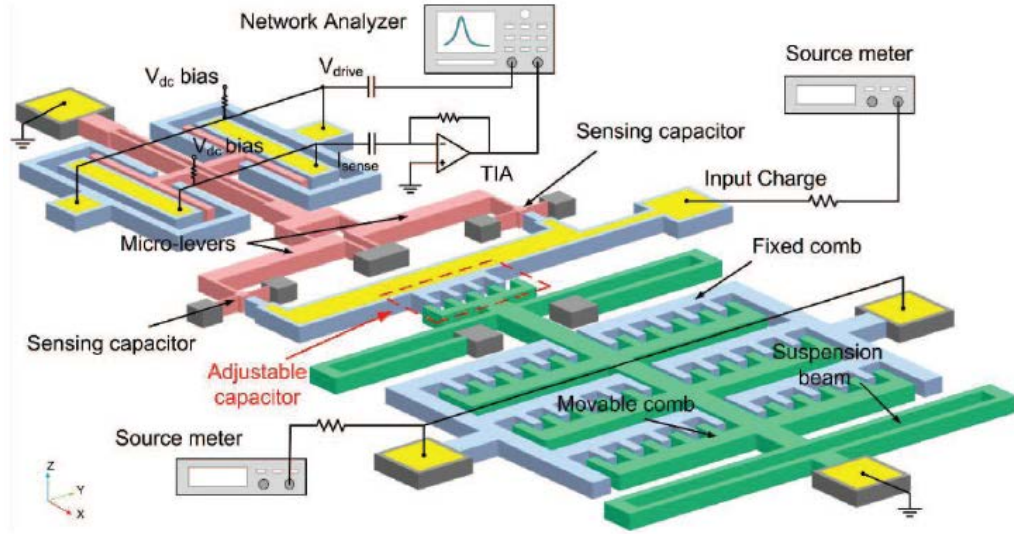 Network Analyzer
Source meter
Vdc bias
Vdrive
Vdc bias
Isense
TIA
Sensing capacitor
Input Charge
Micro-levers
Fixed comb
Sensing capacitor
Adjustable
capacitor
Suspension
beam
Movable comb
Source meter
Z
Y
X